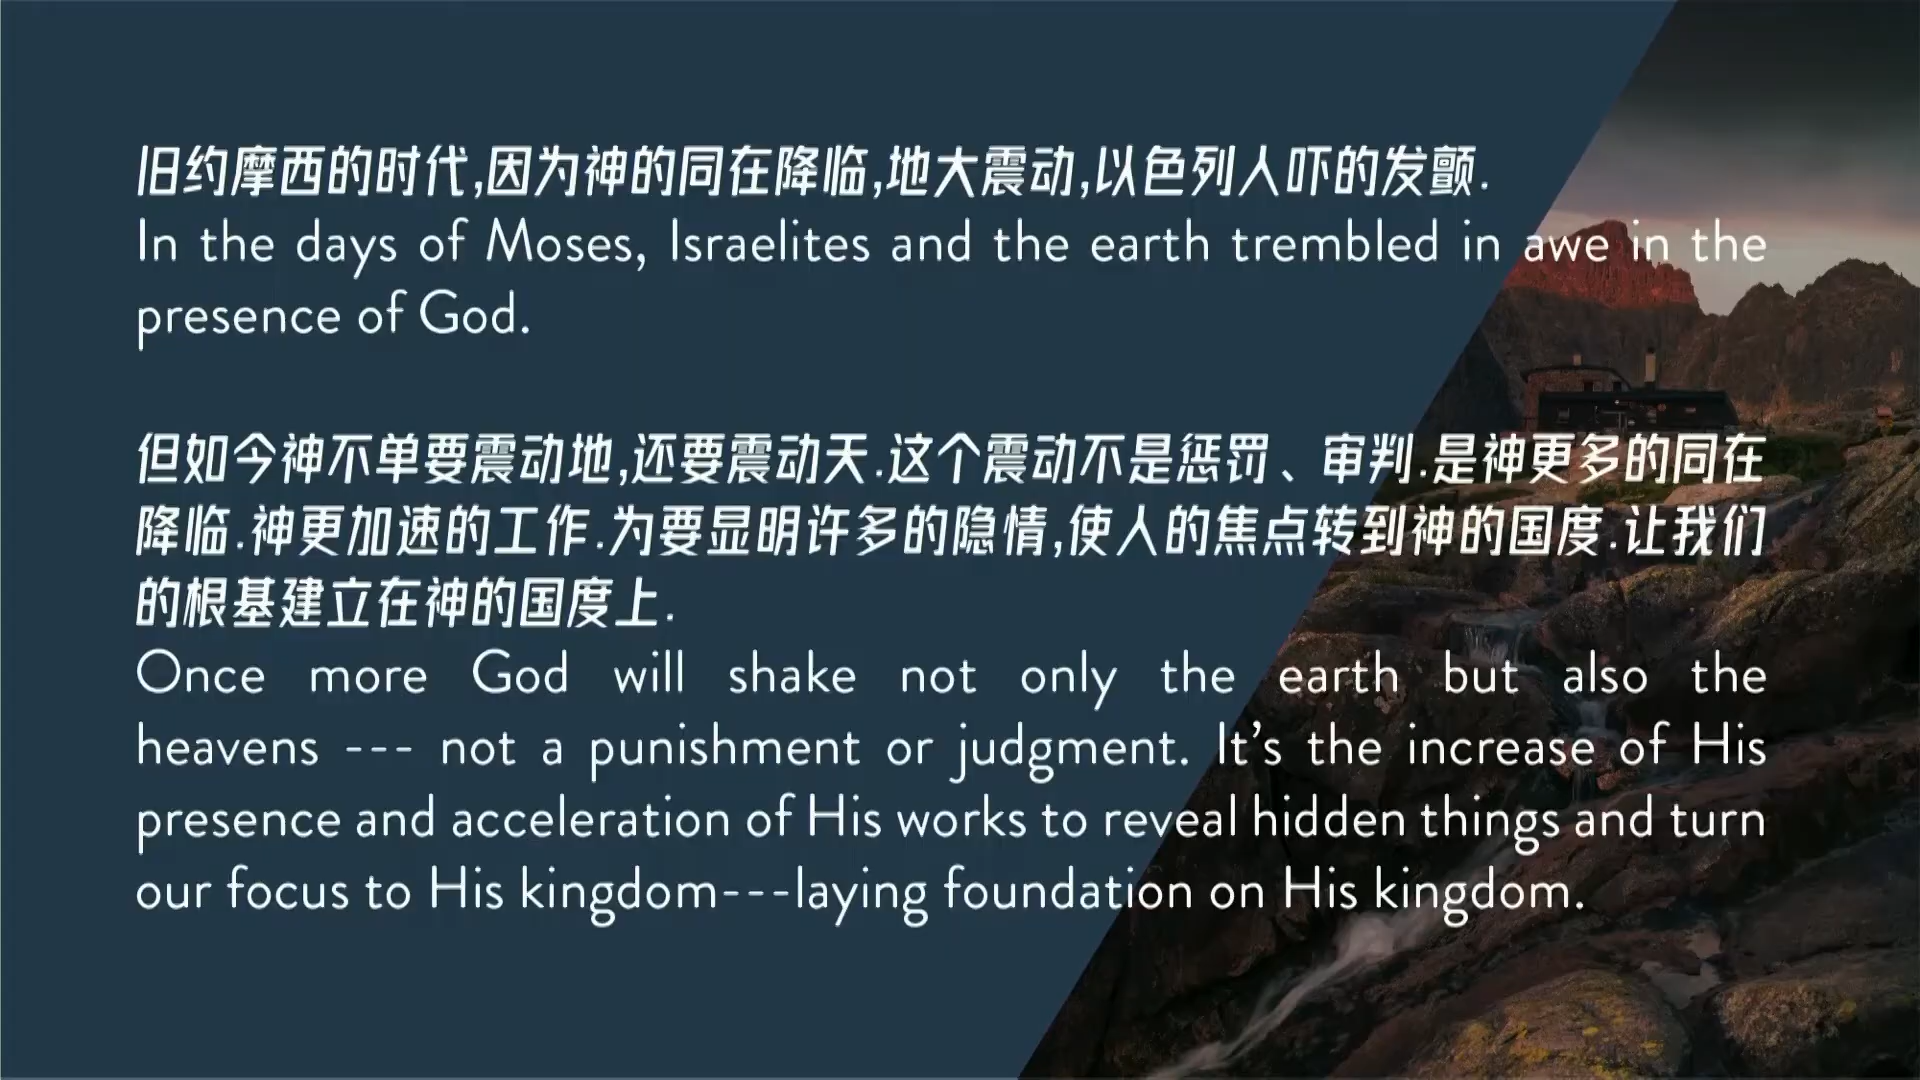 旧约摩西的时代,因为神的同在降临,地大震动,以色列人吓的发颤.
In the days of Moses, Israelites and the earth trembled in awe in the
presence of God.
但如今神不单要震动地,还要震动天.这个震动不是惩罚、审判.是神更多的同在
降临.神更加速的工作.为要显明许多的隐情,使人的焦点转到神的国度.让我们
的根基建立在神的国度上.
Once more God will shake not only the earth but also the
heavens --- not a punishment or judgment. It’s the increase of His
presence and acceleration of His works to reveal hidden things and turn
our focus to His kingdom---laying foundation on His kingdom.